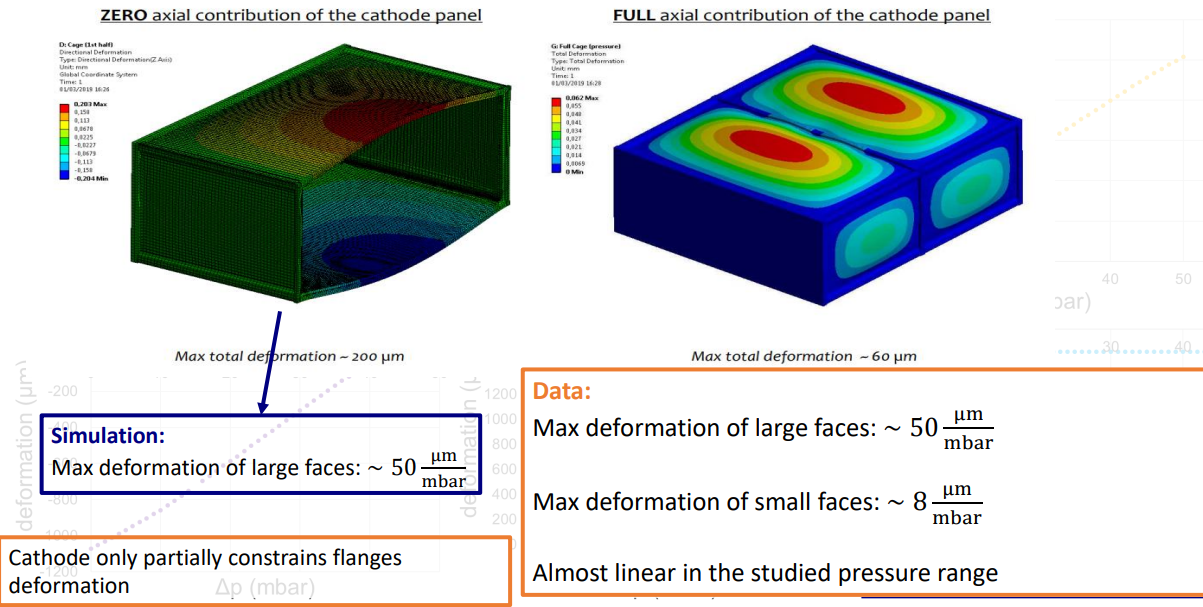 ZERO axial contribution of the cathode panel
FULL axial contribution of the cathode panel
D: Cage (1st half)
Directional Deformation
Type: Directional Deformation(Z Axis)
Unit: mm
Global Coordinate System
Time: 1
01/03/2019 16:26
0,203 Max
0,158
0,113
0,0678
0,0225
-0,0227
-0,0679
-0,113
-0,158
-0,204 Min
G: Full Cage (pressure)
Total Deformation
Type: Total Deformation
Unit: mm
Time: 1
01/03/2019 16:20
0,062 Max
0,055
0,048
0,041
0,034
0,027
0,021
0,014
0,0069
0 Min
40 50
bar)
30 40
Max total deformation ~ 200 µm
Max total deformation ~ 60 µm
-200
-800
-1000
-1200
deformation (µm)
Δp (mbar)
1200
1000
800
600
400
200
deformation (µ
Simulation:
Max deformation of large faces: ~ 50 µm/mbar
Cathode only partially constrains flanges
deformation
Data:
Max deformation of large faces: ~ 50 µm/mbar
Max deformation of small faces: ~ 8 µm/mbar
Almost linear in the studied pressure range